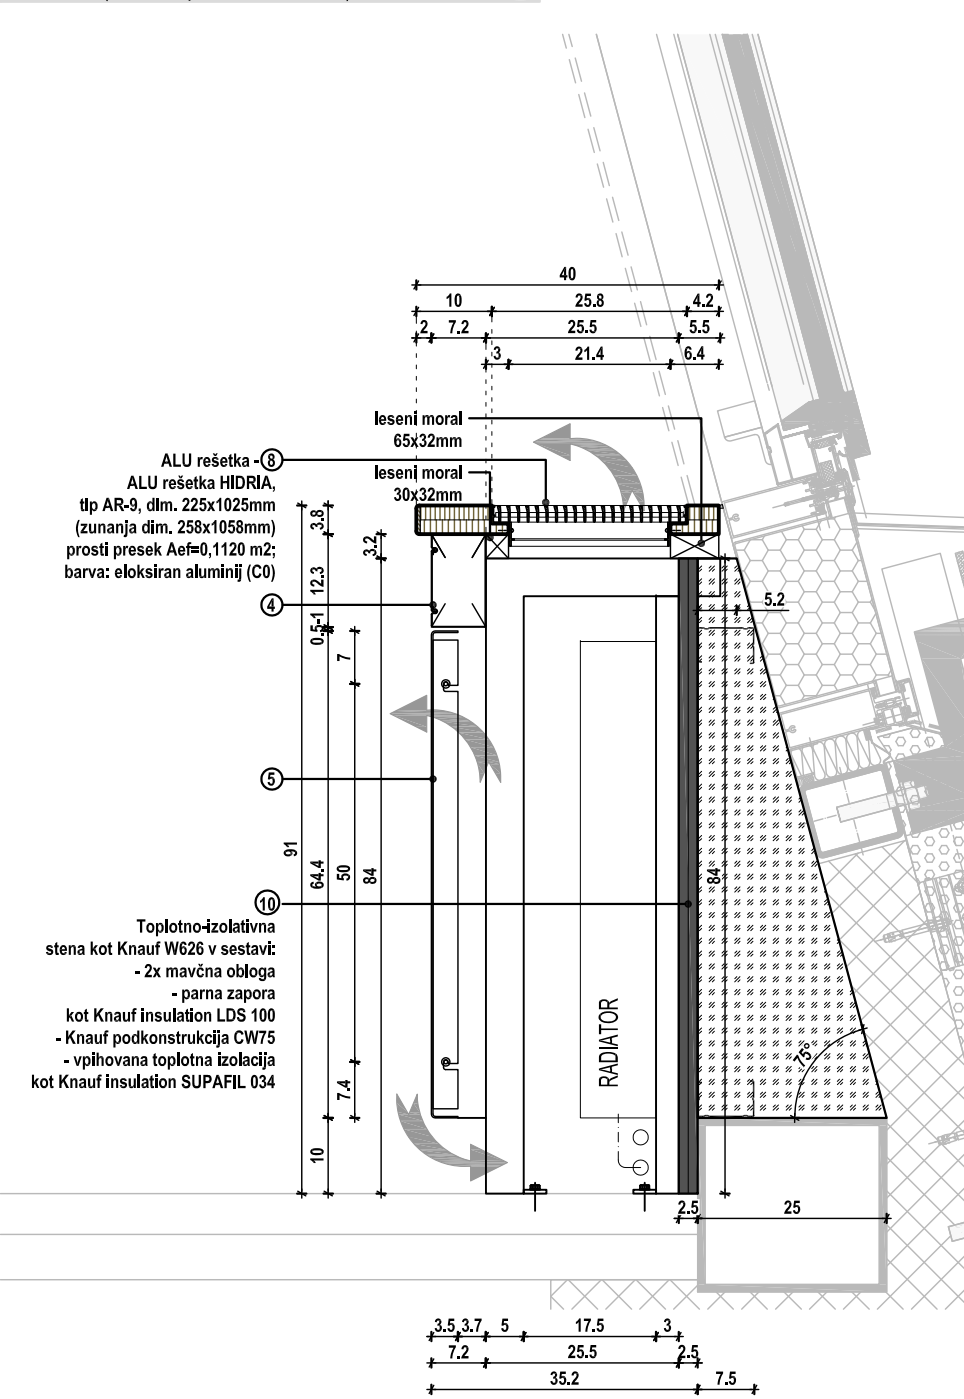 40
10 25.8 4.2
2 7.2 25.5 5.5
3 21.4 6.4
leseni moral
65x32mm
ALU rešetka - 8
ALU rešetka HIDRIA,
tip AR-9, dim. 225x1025mm
(zunanja dim. 258x1058mm)
prosti presek Aef=0,1120 m2;
barva: eloksiran aluminij (C0)
leseni moral
30x32mm
3.8
3.2
12.3
4
0.5-1
7
5.2
5
91
64.4
50
84
84
10
Toplotno-izolativna
stena kot Knauf W626 v sestavi:
- 2x mavčna obloga
- parna zapora
kot Knauf insulation LDS 100
- Knauf podkonstrukcija CW75
- vpihovana toplotna izolacija
kot Knauf insulation SUPAFIL 034
RADIATOR
75°
7.4
10
2.5 25
3.5 3.7 5 17.5 3
7.2 25.5 2.5
35.2 7.5